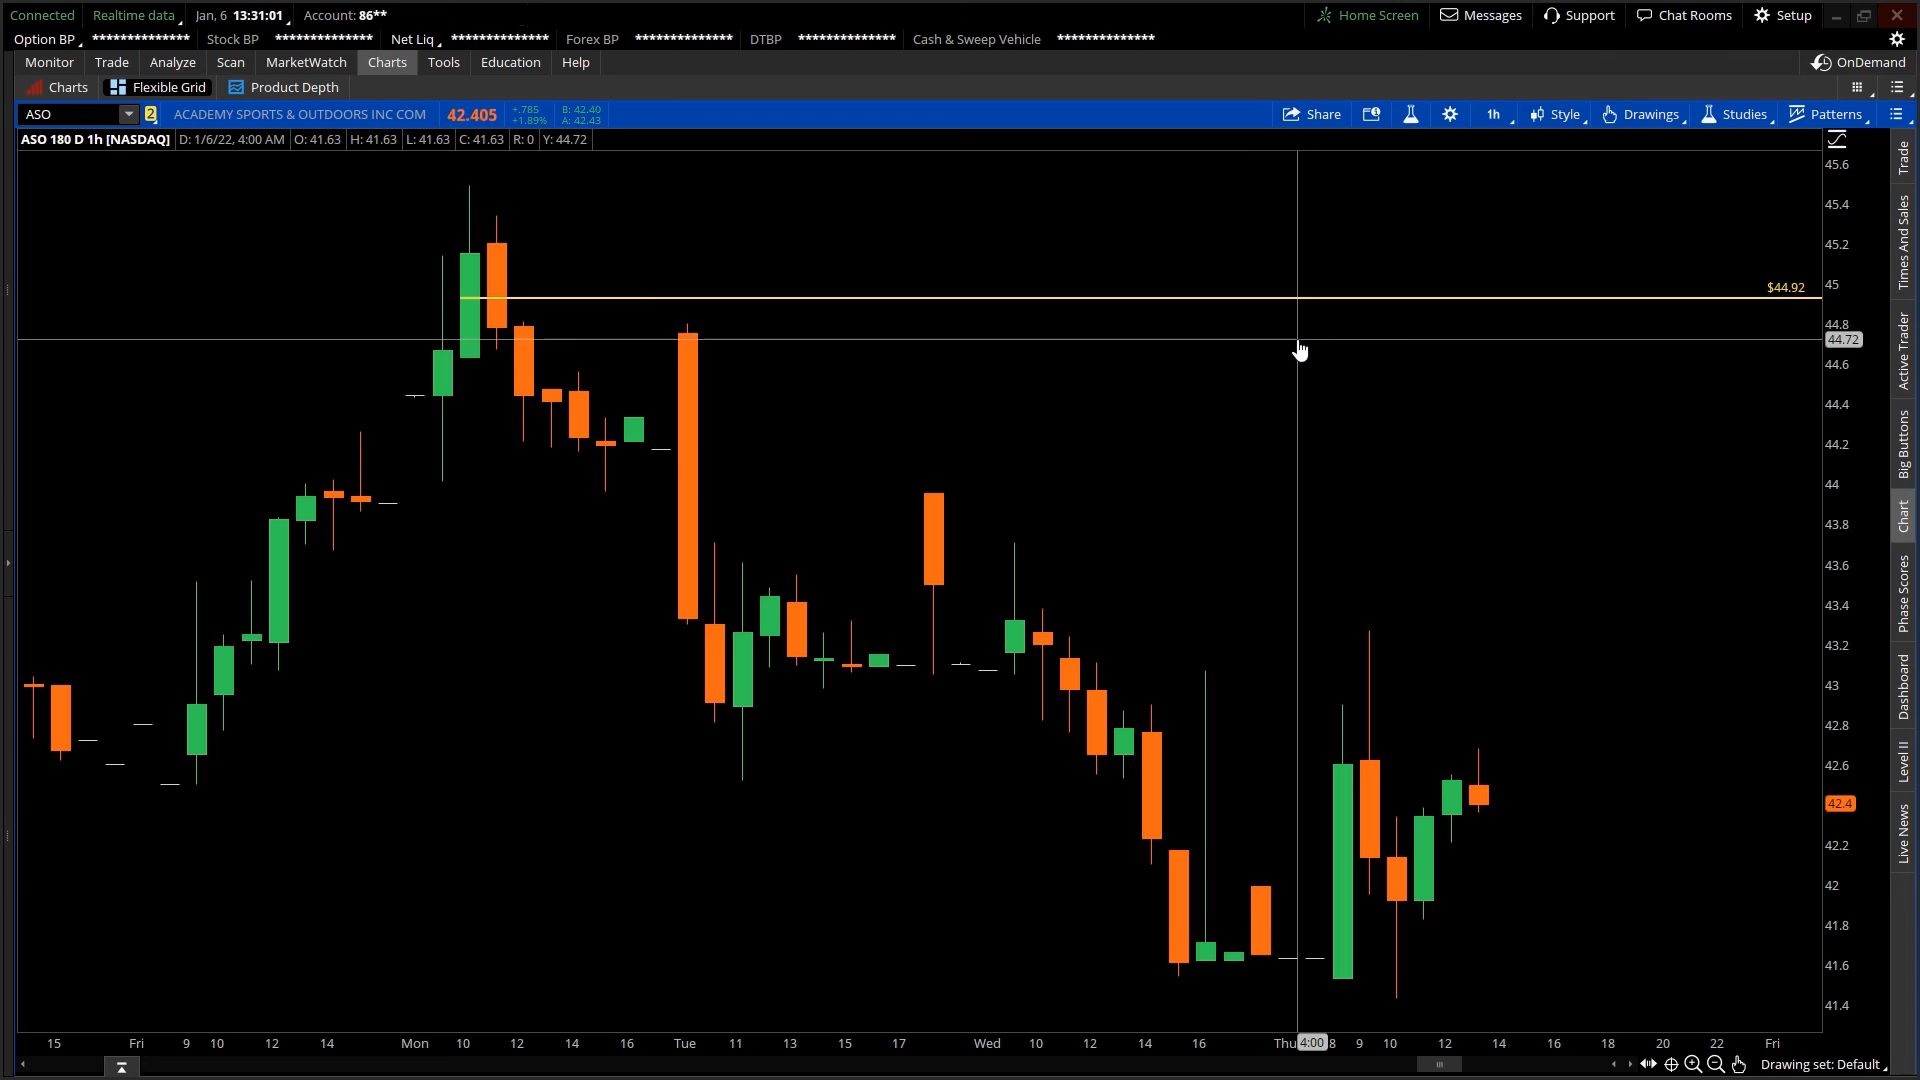 Connected Realtime data Jan, 6 13:31:01 Account: 86** Home Screen Messages Support Chat Rooms Setup
Option BP ************** Stock BP ************** Net Liq ************** Forex BP ************** DTBP ************** Cash & Sweep Vehicle **************
Monitor Trade Analyze Scan MarketWatch Charts Tools Education Help OnDemand
Charts Flexible Grid Product Depth
ASO 2 ACADEMY SPORTS & OUTDOORS INC COM 42.405 +.785 B: 42.40 Share 1h Style Drawings Studies Patterns
+1.89% A: 42.43
ASO 180 D 1h [NASDAQ] D: 1/6/22, 4:00 AM O: 41.63 H: 41.63 L: 41.63 C: 41.63 R: 0 Y: 44.72
45.6
45.4
45.2
45
$44.92
44.8
44.72
44.6
44.4
44.2
44
43.8
43.6
43.4
43.2
43
42.8
42.6
42.4
42.2
42
41.8
41.6
41.4
15 Fri 9 10 12 14 Mon 10 12 14 16 Tue 11 13 15 17 Wed 10 12 14 16 Thu 4:00 8 9 10 12 14 16 18 20 22 Fri
Drawing set: Default
Trade
Times And Sales
Active Trader
Big Buttons
Chart
Phase Scores
Dashboard
Level II
Live News